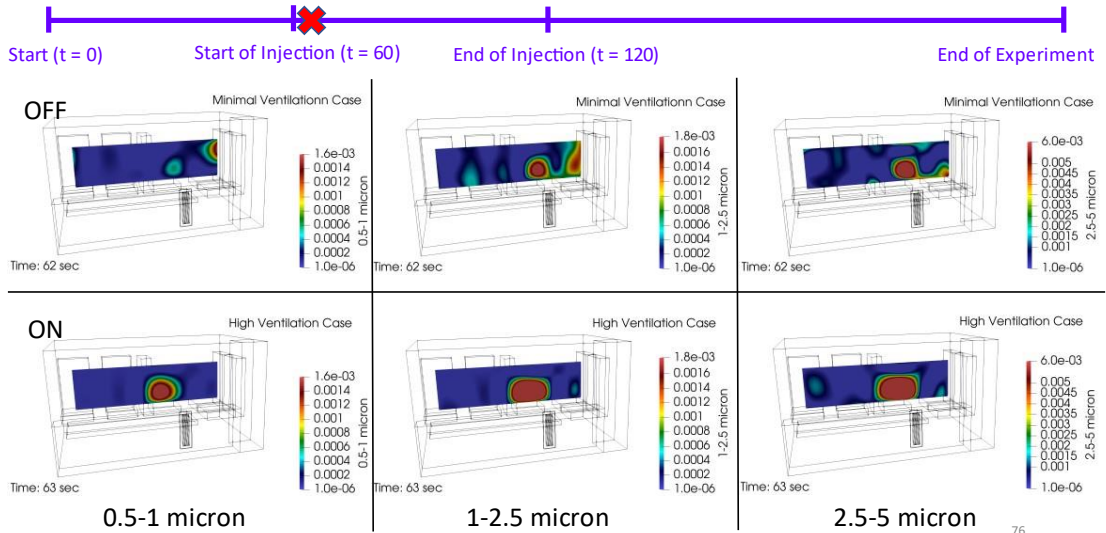 Start (t = 0)
Start of Injection (t = 60)
End of Injection (t = 120)
End of Experiment
OFF
Minimal Ventilationn Case
1.6e-03
0.0014
0.0012
0.001
0.0008
0.0006
0.0004
0.0002
1.0e-06
0.5-1 micron
Time: 62 sec
Minimal Ventilationn Case
1.8e-03
0.0016
0.0014
0.0012
0.001
0.0008
0.0006
0.0004
0.0002
1.0e-06
1-2.5 micron
Time: 62 sec
Minimal Ventilationn Case
6.0e-03
0.005
0.0045
0.004
0.0035
0.003
0.0025
0.002
0.0015
0.001
1.0e-06
2.5-5 micron
Time: 62 sec
ON
High Ventilation Case
1.6e-03
0.0014
0.0012
0.001
0.0008
0.0006
0.0004
0.0002
1.0e-06
0.5-1 micron
Time: 63 sec
High Ventilation Case
1.8e-03
0.0016
0.0014
0.0012
0.001
0.0008
0.0006
0.0004
0.0002
1.0e-06
1-2.5 micron
Time: 63 sec
High Ventilation Case
6.0e-03
0.005
0.0045
0.004
0.0035
0.003
0.0025
0.002
0.0015
0.001
1.0e-06
2.5-5 micron
Time: 63 sec
0.5-1 micron
1-2.5 micron
2.5-5 micron
76